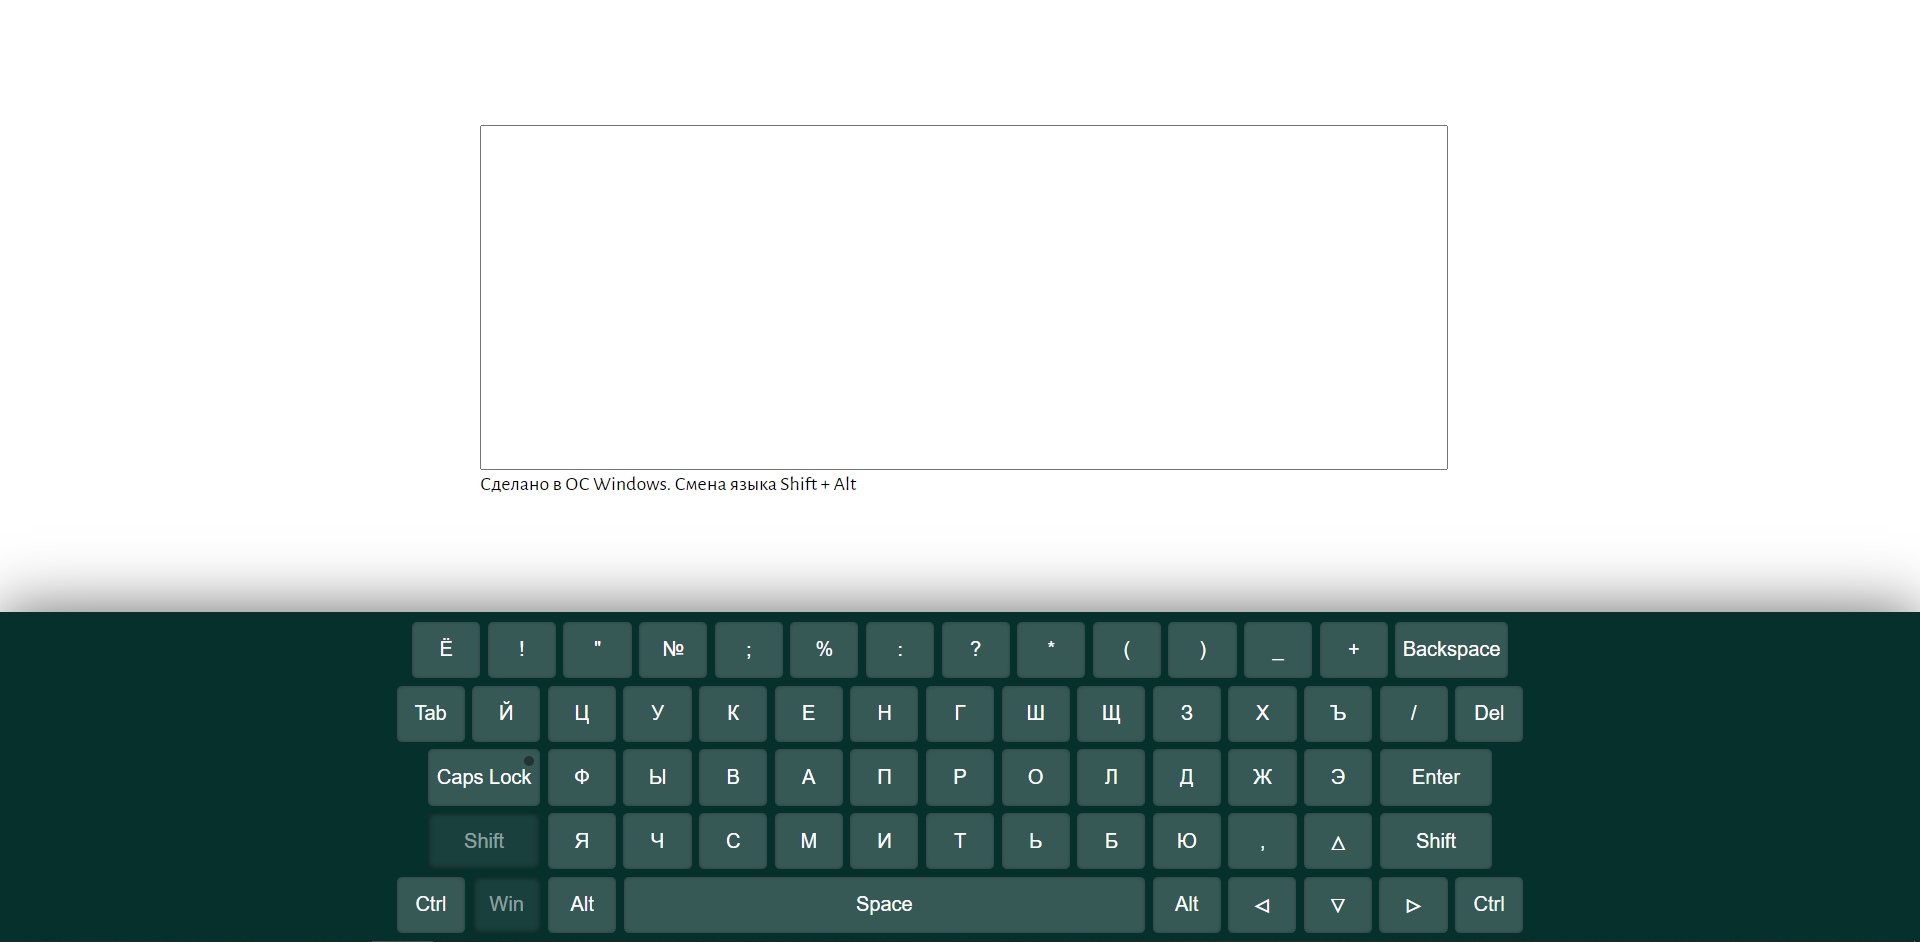 Сделано в ОС Windows. Смена языка Shift + Alt
Ё ! " № ; % : ? * ( ) _ + Backspace
Tab Й Ц У К Е Н Г Ш Щ З Х Ъ / Del
Caps Lock Ф Ы В А П Р О Л Д Ж Э Enter
Shift Я Ч С М И Т Ь Б Ю , △ Shift
Ctrl Win Alt Space Alt ◁ ▽ ▷ Ctrl